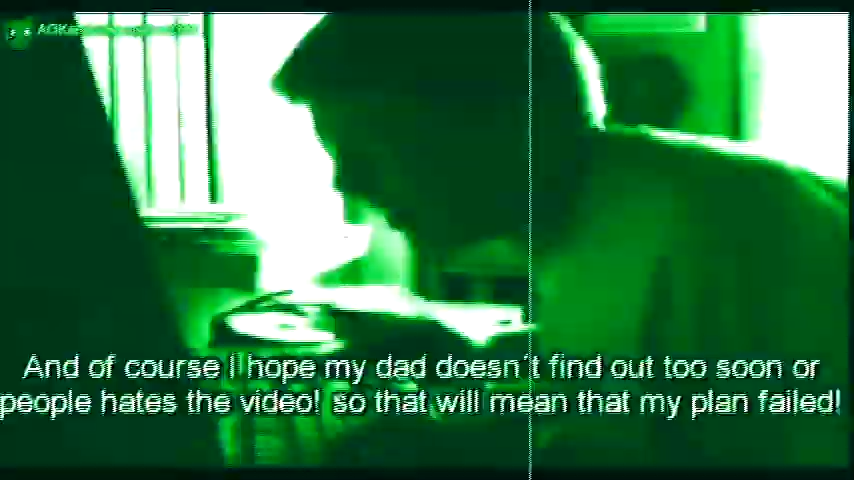 And of course I hope my dad doesn´t find out too soon or
people hates the video! so that will mean that my plan failed!